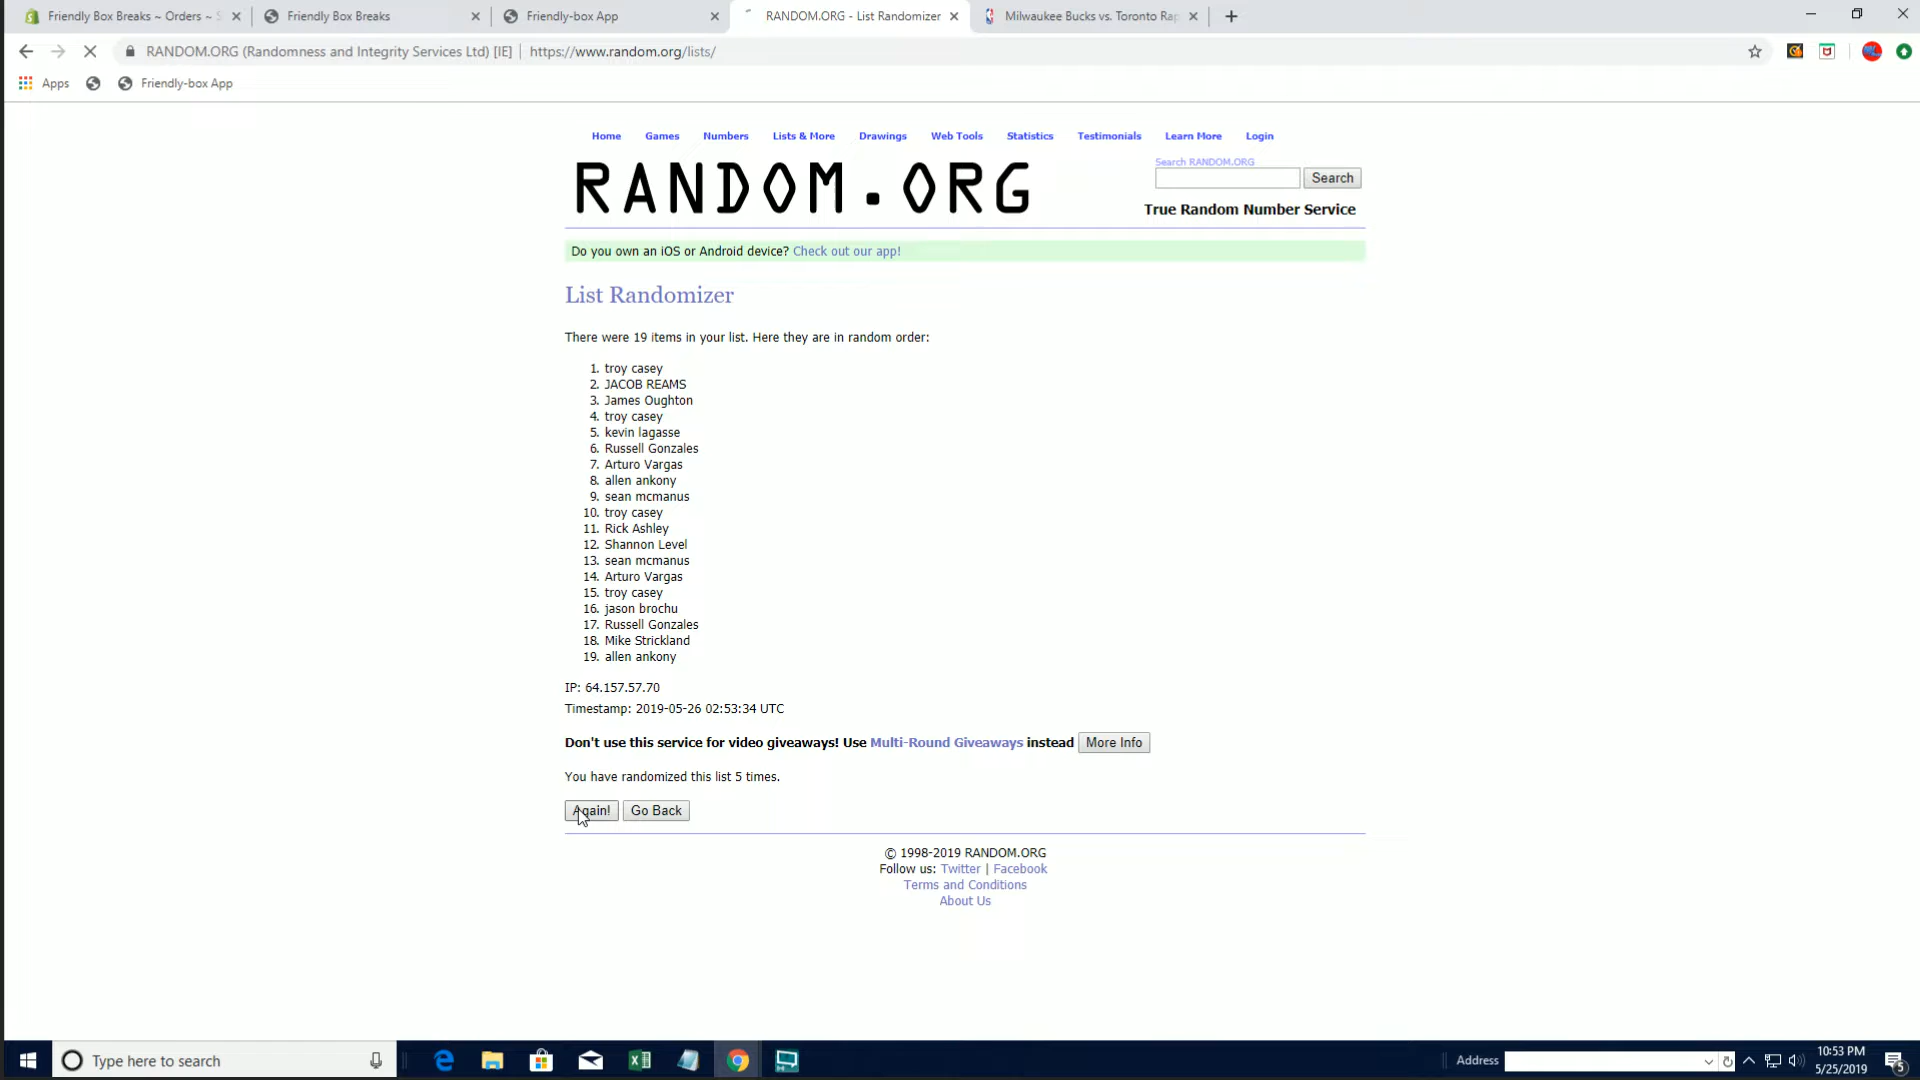 Friendly Box Breaks ~ Orders ~ S
Friendly Box Breaks
Friendly-box App
RANDOM.ORG - List Randomizer
Milwaukee Bucks vs. Toronto Rap
RANDOM.ORG (Randomness and Integrity Services Ltd) [IE] | https://www.random.org/lists/
Apps
Friendly-box App
Home Games Numbers Lists & More Drawings Web Tools Statistics Testimonials Learn More Login
RANDOM.ORG
Search RANDOM.ORG
Search
True Random Number Service
Do you own an iOS or Android device? Check out our app!
List Randomizer
There were 19 items in your list. Here they are in random order:
1. troy casey
2. JACOB REAMS
3. James Oughton
4. troy casey
5. kevin lagasse
6. Russell Gonzales
7. Arturo Vargas
8. allen ankony
9. sean mcmanus
10. troy casey
11. Rick Ashley
12. Shannon Level
13. sean mcmanus
14. Arturo Vargas
15. troy casey
16. jason brochu
17. Russell Gonzales
18. Mike Strickland
19. allen ankony
IP: 64.157.57.70
Timestamp: 2019-05-26 02:53:34 UTC
Don't use this service for video giveaways! Use Multi-Round Giveaways instead More Info
You have randomized this list 5 times.
Again! Go Back
© 1998-2019 RANDOM.ORG
Follow us: Twitter | Facebook
Terms and Conditions
About Us
Type here to search
Address
10:53 PM
5/25/2019
5